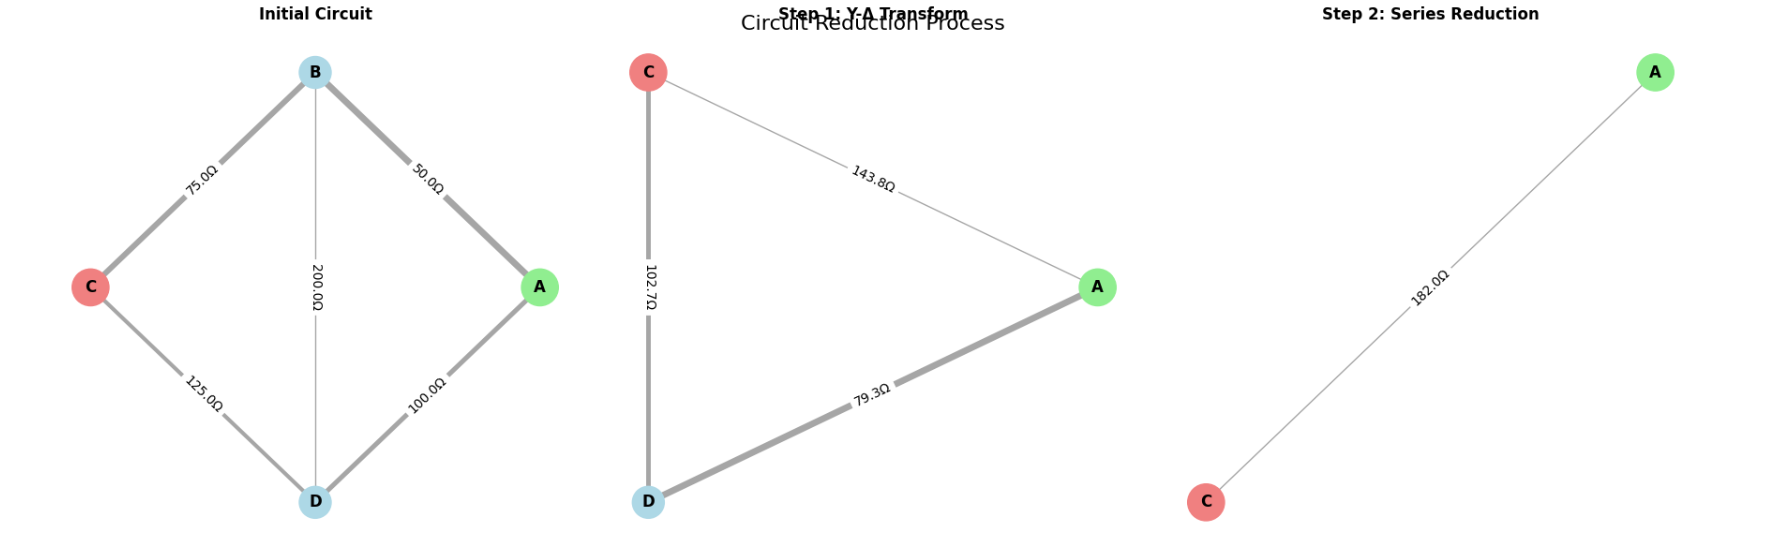 Circuit Reduction Process
Initial Circuit
B
75.0Ω
50.0Ω
200.0Ω
C
A
125.0Ω
100.0Ω
D
Step 1: Y-Δ Transform
C
143.8Ω
102.7Ω
A
79.3Ω
D
Step 2: Series Reduction
A
182.0Ω
C